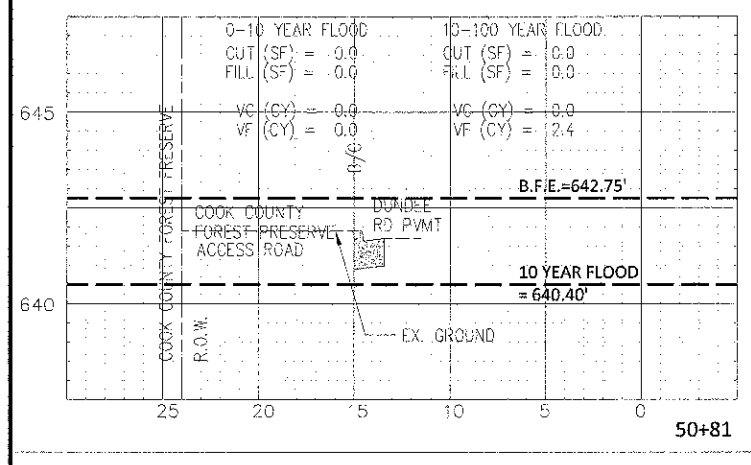 0-10 YEAR FLOOD
CUT (SF) = 0.0
FILL (SF) = 0.0
VC (CY) = 0.0
VF (CY) = 0.0
10-100 YEAR FLOOD
CUT (SF) = 0.0
FILL (SF) = 0.0
VC (CY) = 0.0
VF (CY) = 2.4
645
COOK COUNTY FOREST PRESERVE
R.O.W.
B/C
B.F.E.=642.75'
COOK COUNTY
FOREST PRESERVE
ACCESS ROAD
DUNDEE
RD PVMT
10 YEAR FLOOD
= 640.40'
640
EX. GROUND
25
20
15
10
5
0
50+81